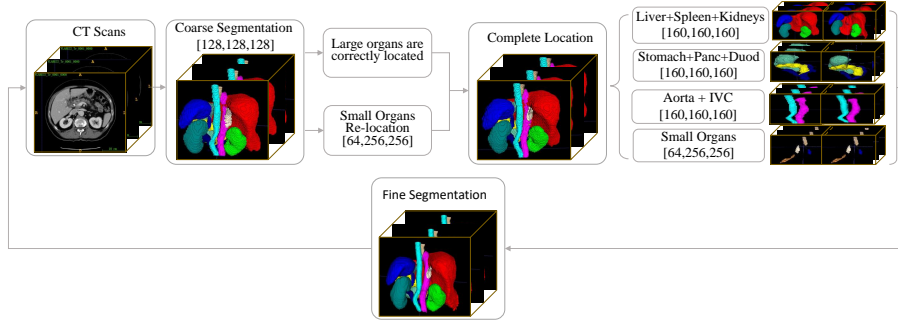 CT Scans
Coarse Segmentation
[128,128,128]
Large organs are
correctly located
Small Organs
Re-location
[64,256,256]
Complete Location
Liver+Spleen+Kidneys
[160,160,160]
Stomach+Panc+Duod
[160,160,160]
Aorta + IVC
[160,160,160]
Small Organs
[64,256,256]
Fine Segmentation